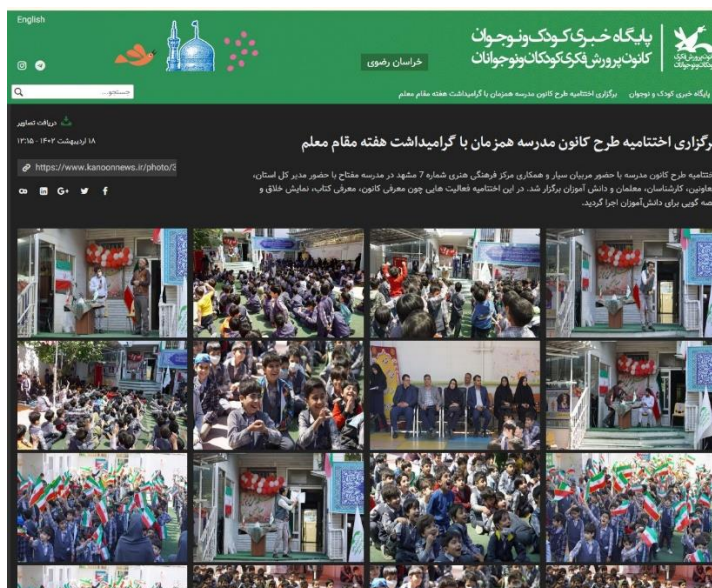 English
پایگاه خبری کودک و نوجوان
کانون پرورش فکری کودکان و نوجوانان
خراسان رضوی
جستجو...
پایگاه خبری کودک و نوجوان
برگزاری اختتامیه طرح کانون مدرسه همزمان با گرامیداشت هفته مقام معلم
دریافت تصاویر
۱۸ اردیبهشت ۱۴۰۲ - ۱۲:۱۵
برگزاری اختتامیه طرح کانون مدرسه همزمان با گرامیداشت هفته مقام معلم
https://www.kanoonnews.ir/photo/3
اختتامیه طرح کانون مدرسه با حضور مربیان سیار و همکاری مرکز فرهنگی هنری شماره 7 مشهد در مدرسه مفتاح با حضور مدیر کل استان،
معاونین، کارشناسان، معلمان و دانش آموزان برگزار شد. در این اختتامیه فعالیت هایی چون معرفی کانون، معرفی کتاب، نمایش خلاق و
قصه گویی برای دانش‌آموزان اجرا گردید.